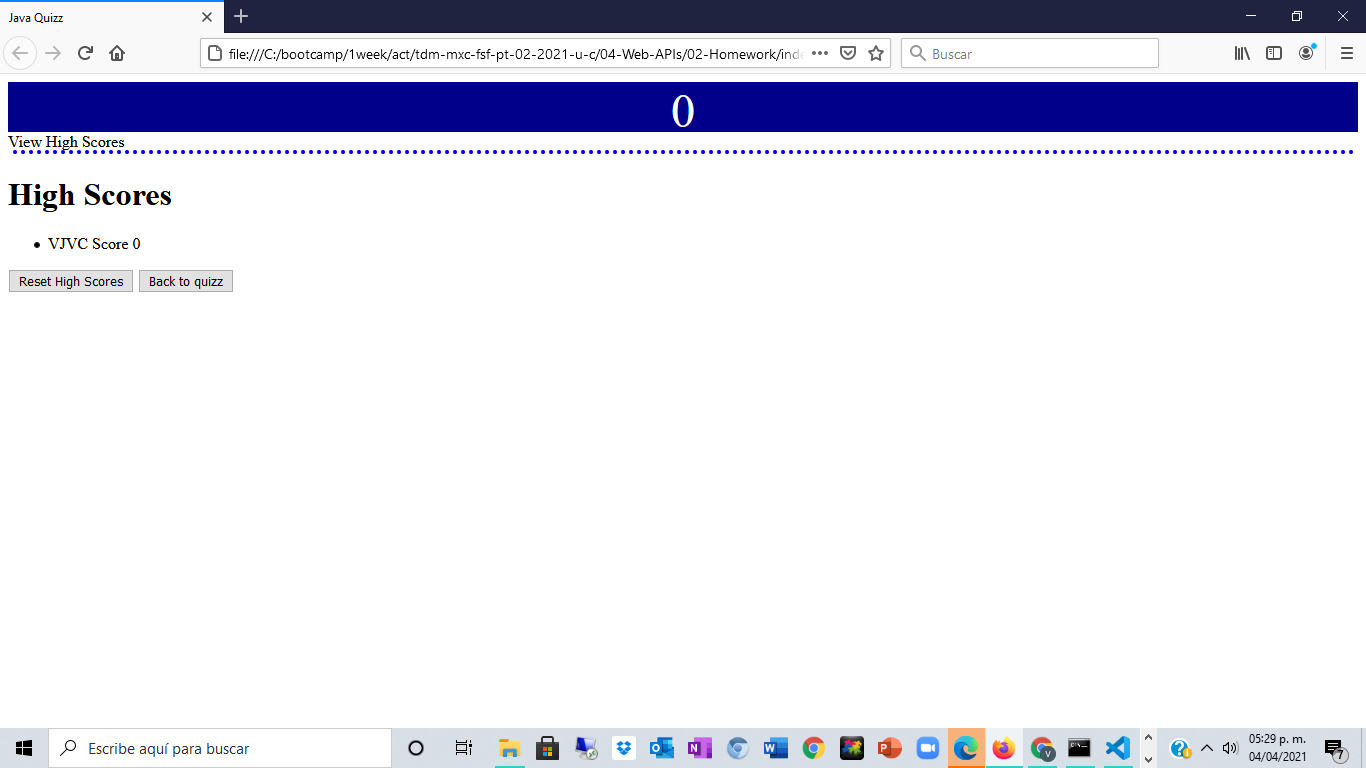 Java Quizz
file:///C:/bootcamp/1week/act/tdm-mxc-fsf-pt-02-2021-u-c/04-Web-APIs/02-Homework/inde
Buscar
0
View High Scores
High Scores
• VJVC Score 0
Reset High Scores
Back to quizz
Escribe aquí para buscar
05:29 p. m.
04/04/2021
7